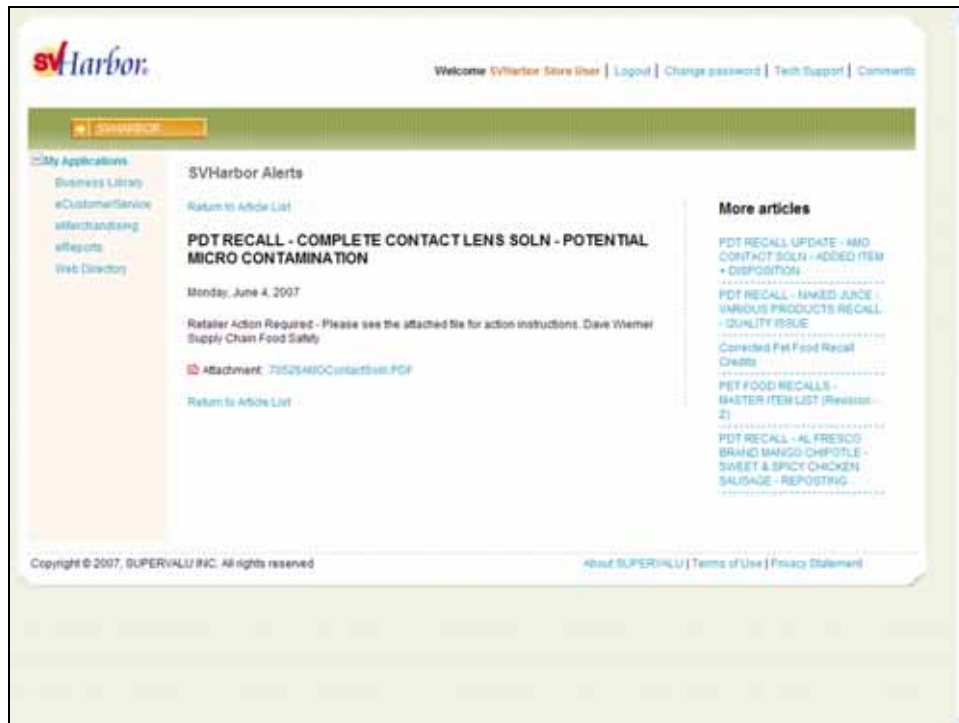 SVHarbor.
Welcome SVHarbor Store User | Logout | Change password | Tech Support | Comments
SVHARBOR
My Applications
Business Library
eCustomerService
eMerchandising
eReports
Web Directory
SVHarbor Alerts
Return to Article List
PDT RECALL - COMPLETE CONTACT LENS SOLN - POTENTIAL
MICRO CONTAMINATION
Monday, June 4, 2007
Retailer Action Required - Please see the attached file for action instructions. Dave Wiemer
Supply Chain Food Safety
Attachment: 70526AMOContactSoln.PDF
Return to Article List
More articles
PDT RECALL UPDATE - AMO
CONTACT SOLN - ADDED ITEM
+ DISPOSITION
PDT RECALL - NAKED JUICE -
VARIOUS PRODUCTS RECALL
- QUALITY ISSUE
Corrected Pet Food Recall
Credits
PET FOOD RECALLS -
MASTER ITEM LIST (Revision -
2)
PDT RECALL - AL FRESCO
BRAND MANGO CHIPOTLE -
SWEET & SPICY CHICKEN
SAUSAGE - REPOSTING
Copyright © 2007, SUPERVALU INC. All rights reserved
About SUPERVALU | Terms of Use | Privacy Statement